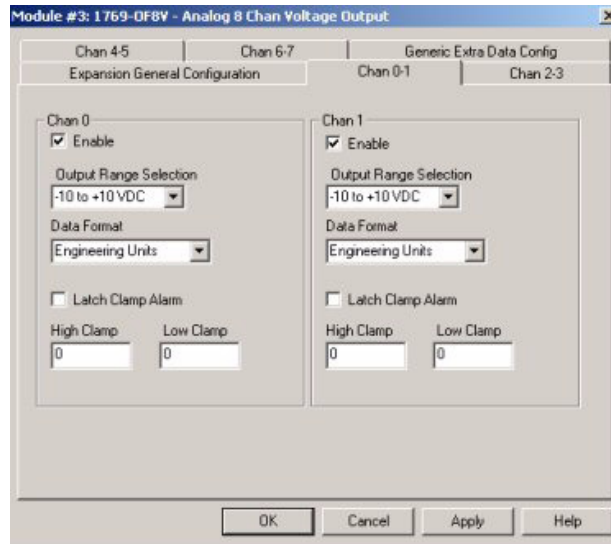 Module #3: 1769-OF8V - Analog 8 Chan Voltage Output
Chan 4-5
Chan 6-7
Generic Extra Data Config
Expansion General Configuration
Chan 0-1
Chan 2-3
Chan 0
Enable
Output Range Selection
-10 to +10 VDC
Data Format
Engineering Units
Latch Clamp Alarm
High Clamp
Low Clamp
0
0
Chan 1
Enable
Output Range Selection
-10 to +10 VDC
Data Format
Engineering Units
Latch Clamp Alarm
High Clamp
Low Clamp
0
0
OK
Cancel
Apply
Help